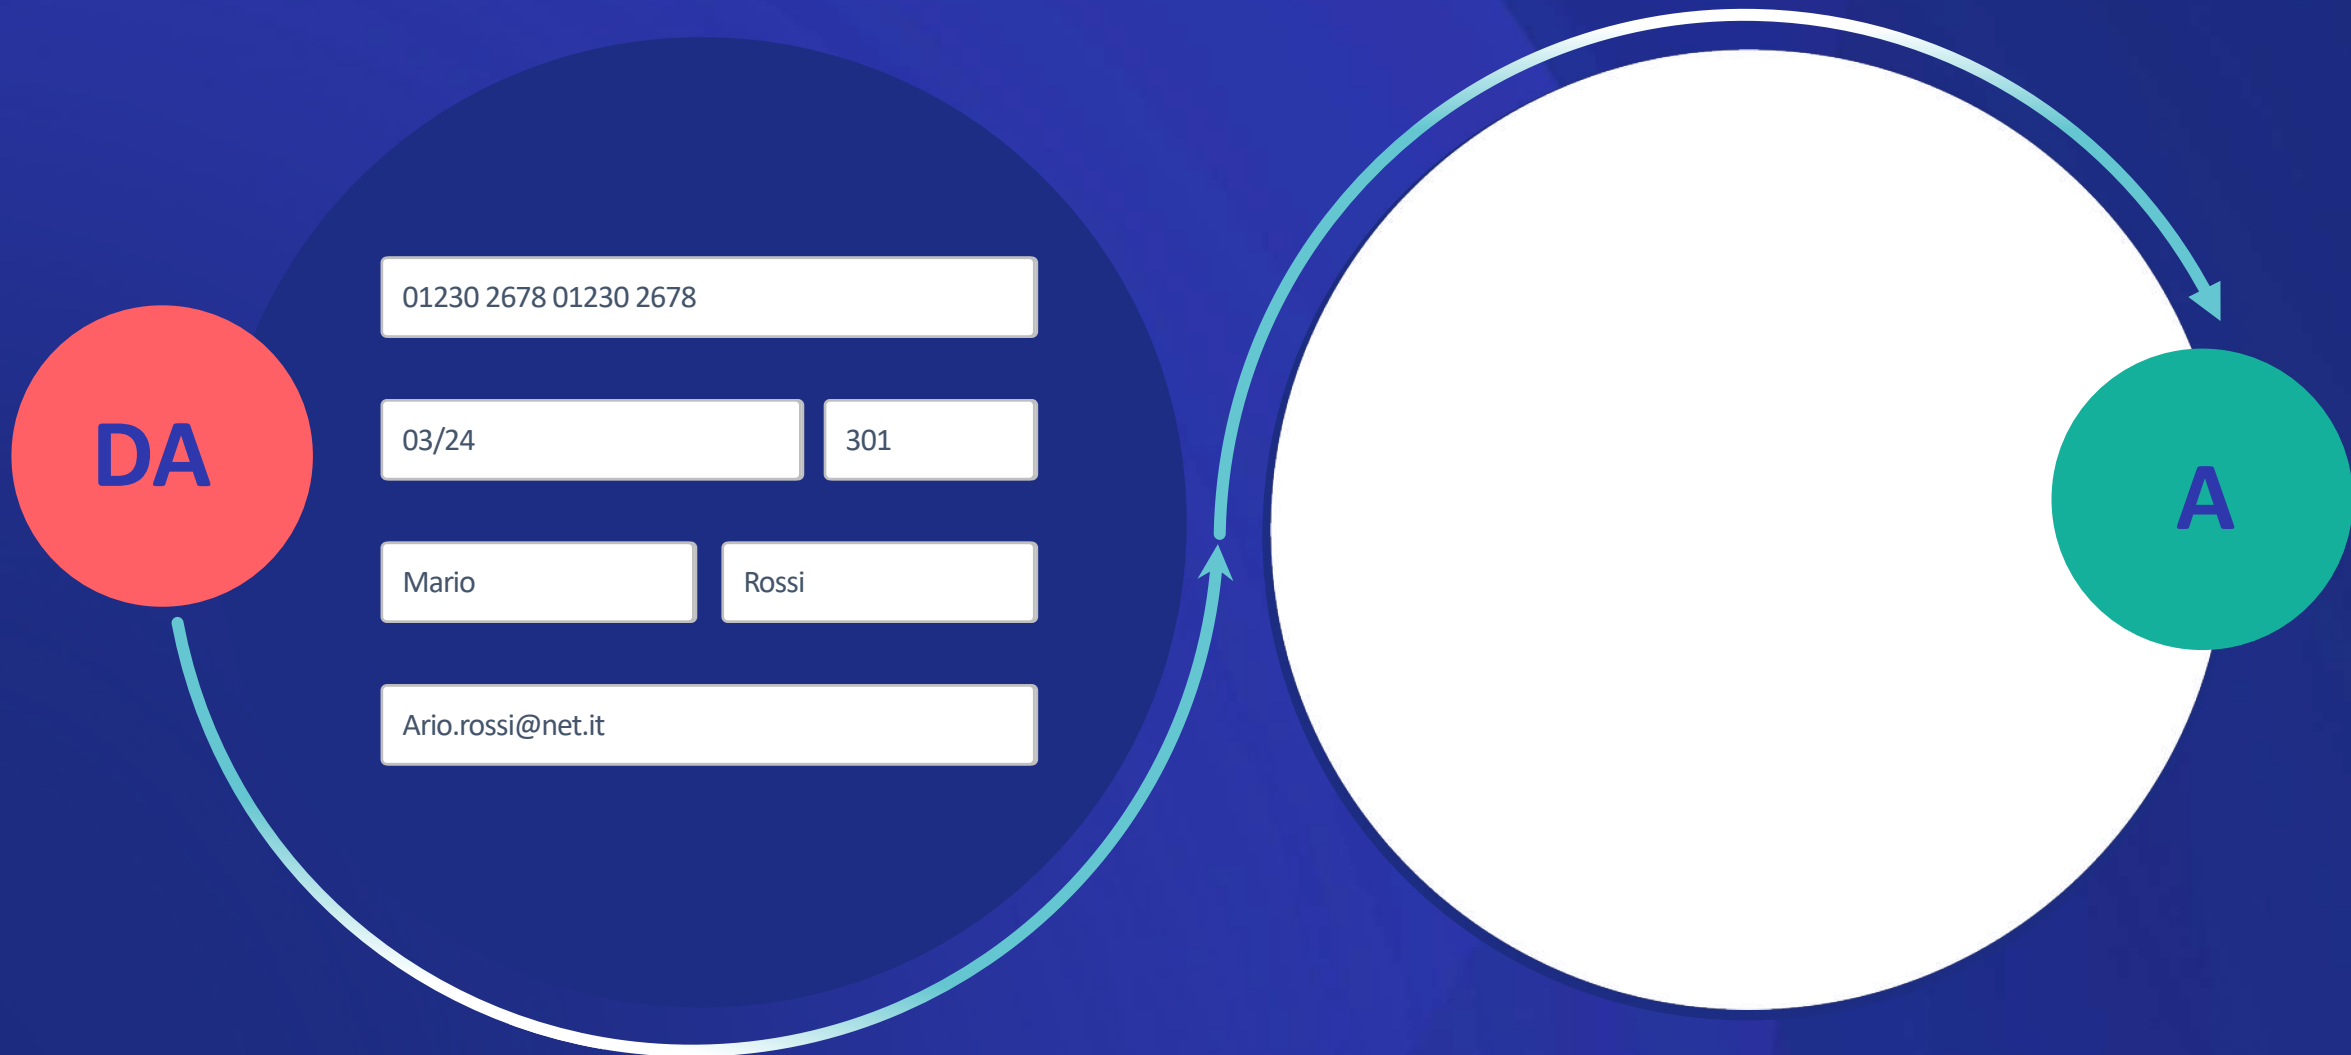 01230 2678 01230 2678
03/24
301
DA
A
Mario
Rossi
Ario.rossi@net.it